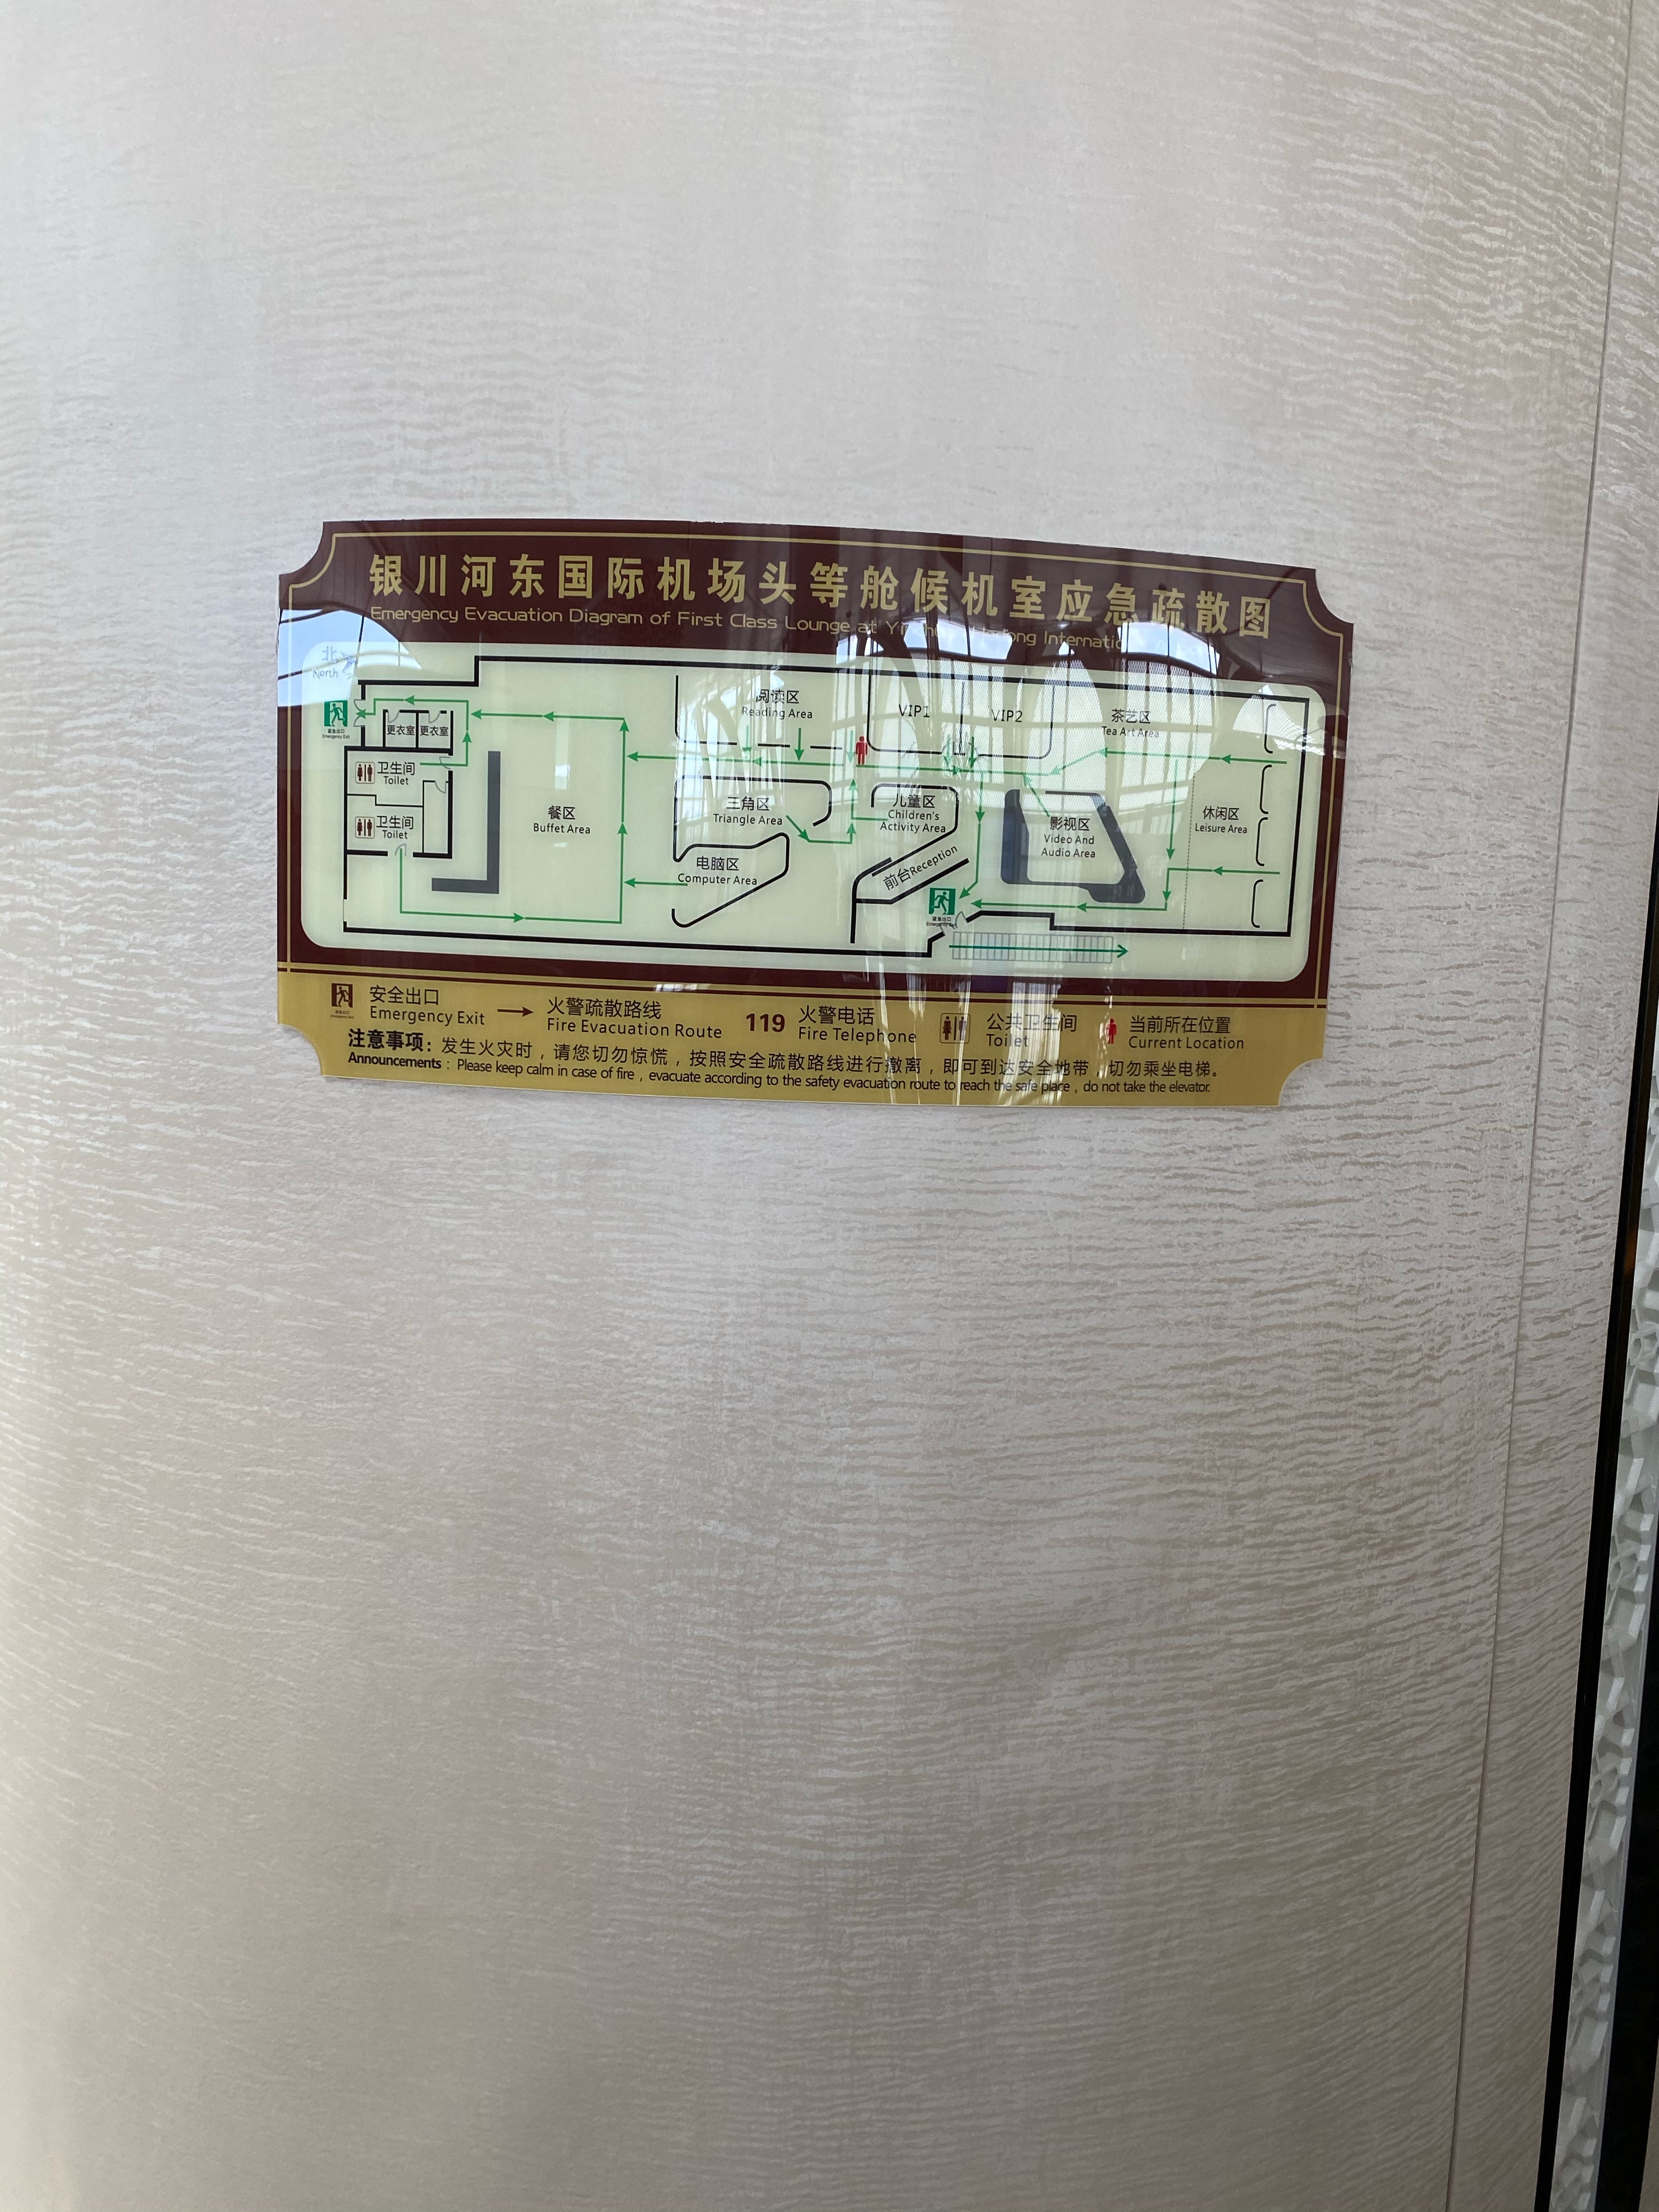 银川河东国际机场头等舱候机室应急疏散图
Emergency Evacuation Diagram of First Class Lounge at Internatio
北
North
阅读区
Reading Area
VIP1
VIP2
茶艺区
Tea Art Area
更衣室
更衣室
卫生间
Toilet
卫生间
Toilet
餐区
Buffet Area
三角区
Triangle Area
儿童区
Children's
Activity Area
影视区
Video And
Audio Area
休闲区
Leisure Area
电脑区
Computer Area
前台Reception
安全出口
Emergency Exit
火警疏散路线
Fire Evacuation Route
119
火警电话
Fire Telephone
公共卫生间
Toilet
当前所在位置
Current Location
注意事项：发生火灾时，请您切勿惊慌，按照安全疏散路线进行撤离，即可到达安全地带，切勿乘坐电梯。
Announcements：Please keep calm in case of fire，evacuate according to the safety evacuation route to reach the safe place，do not take the elevator.